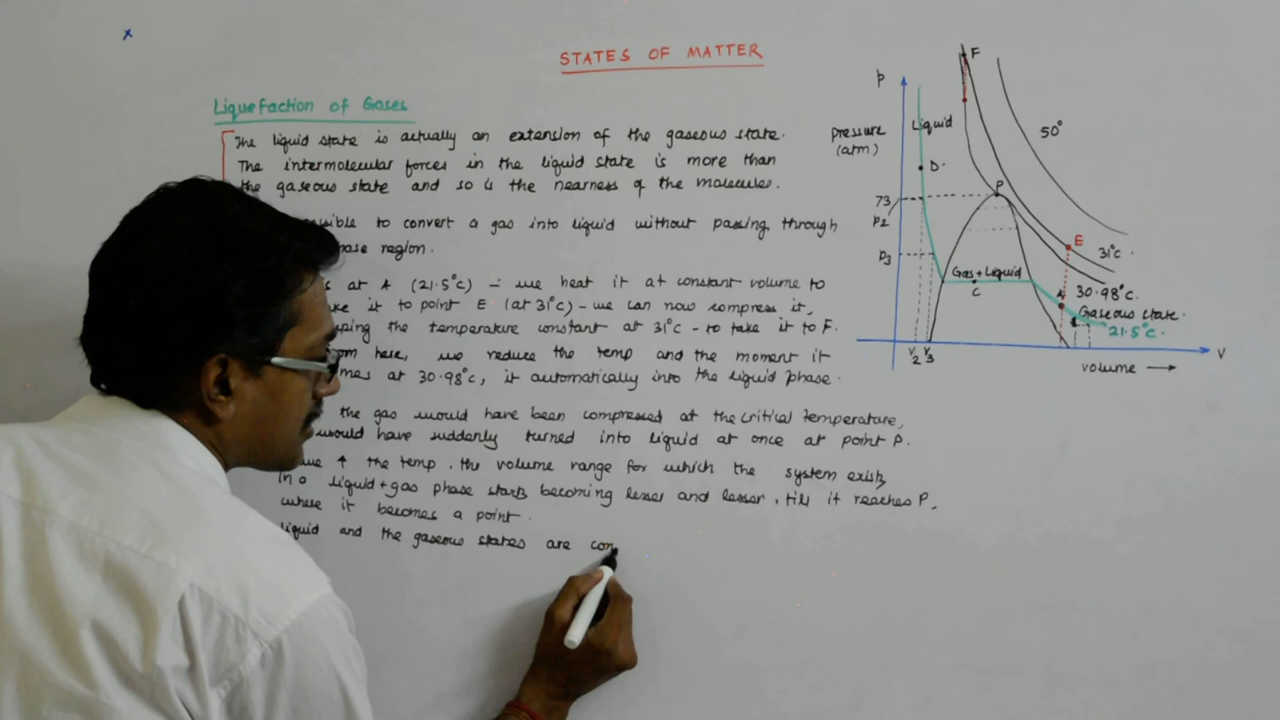 x
STATES OF MATTER
Liquefaction of Gases
The liquid state is actually an extension of the gaseous state.
The intermolecular forces in the liquid state is more than
the gaseous state and so is the nearness of the molecules.
sible to convert a gas into liquid without passing through
hase region.
at A (21.5°c) - we heat it at constant volume to
ke it to point E (at 31°c) - we can now compress it,
ping the temperature constant at 31°c - to take it to F.
om here, we reduce the temp and the moment it
mes at 30.98°c, it automatically into the liquid phase.
the gas would have been compressed at the critical temperature,
would have suddenly turned into liquid at once at point P.
we ↑ the temp, the volume range for which the system exists
in a liquid+gas phase starts becoming lesser and lesser, till it reaches P,
where it becomes a point.
liquid and the gaseous states are con
P
Pressure
(atm)
73
P2
P3
Liquid
D
F
P
50°
E
31°c
30.98°c.
Gas+Liquid
C
A
Gaseous state.
21.5°c.
V2
V3
V
volume →